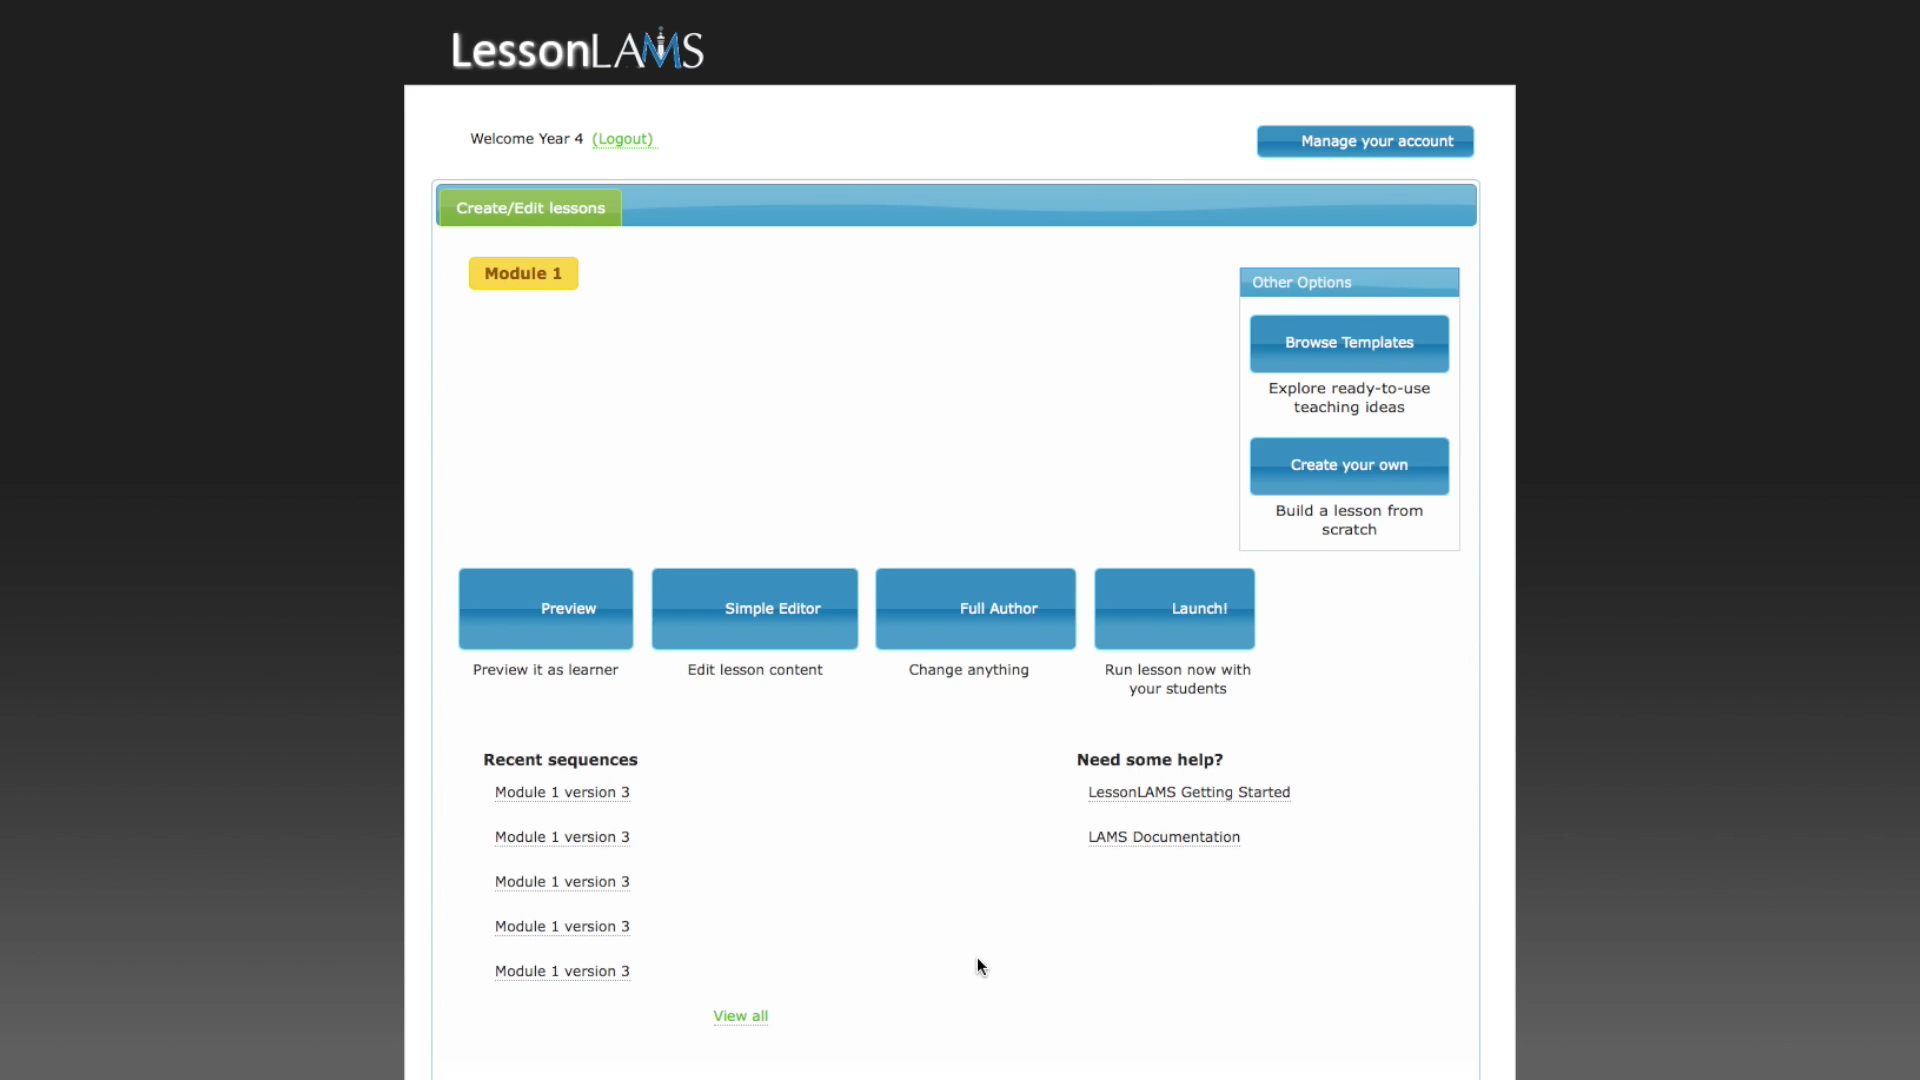 LessonLAMS
Welcome Year 4 (Logout)
Manage your account
Create/Edit lessons
Module 1
Other Options
Browse Templates
Explore ready-to-use
teaching ideas
Create your own
Build a lesson from
scratch
Preview
Simple Editor
Full Author
Launch!
Preview it as learner
Edit lesson content
Change anything
Run lesson now with
your students
Recent sequences
Module 1 version 3
Module 1 version 3
Module 1 version 3
Module 1 version 3
Module 1 version 3
View all
Need some help?
LessonLAMS Getting Started
LAMS Documentation